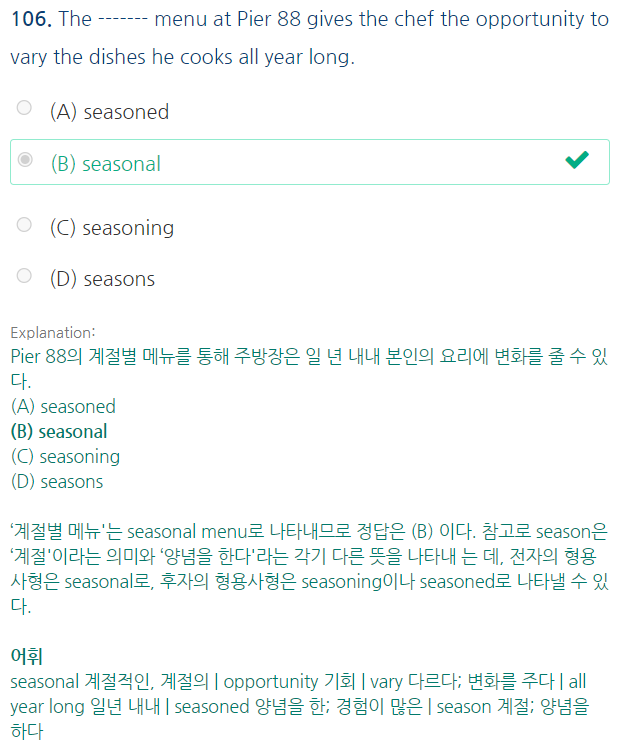 106. The ------- menu at Pier 88 gives the chef the opportunity to
vary the dishes he cooks all year long.
(A) seasoned
(B) seasonal
(C) seasoning
(D) seasons
Explanation:
Pier 88의 계절별 메뉴를 통해 주방장은 일 년 내내 본인의 요리에 변화를 줄 수 있
다.
(A) seasoned
(B) seasonal
(C) seasoning
(D) seasons
‘계절별 메뉴'는 seasonal menu로 나타내므로 정답은 (B) 이다. 참고로 season은
‘계절'이라는 의미와 ‘양념을 한다'라는 각기 다른 뜻을 나타내 는 데, 전자의 형용
사형은 seasonal로, 후자의 형용사형은 seasoning이나 seasoned로 나타낼 수 있
다.
어휘
seasonal 계절적인, 계절의 | opportunity 기회 | vary 다르다; 변화를 주다 | all
year long 일년 내내 | seasoned 양념을 한; 경험이 많은 | season 계절; 양념을
하다